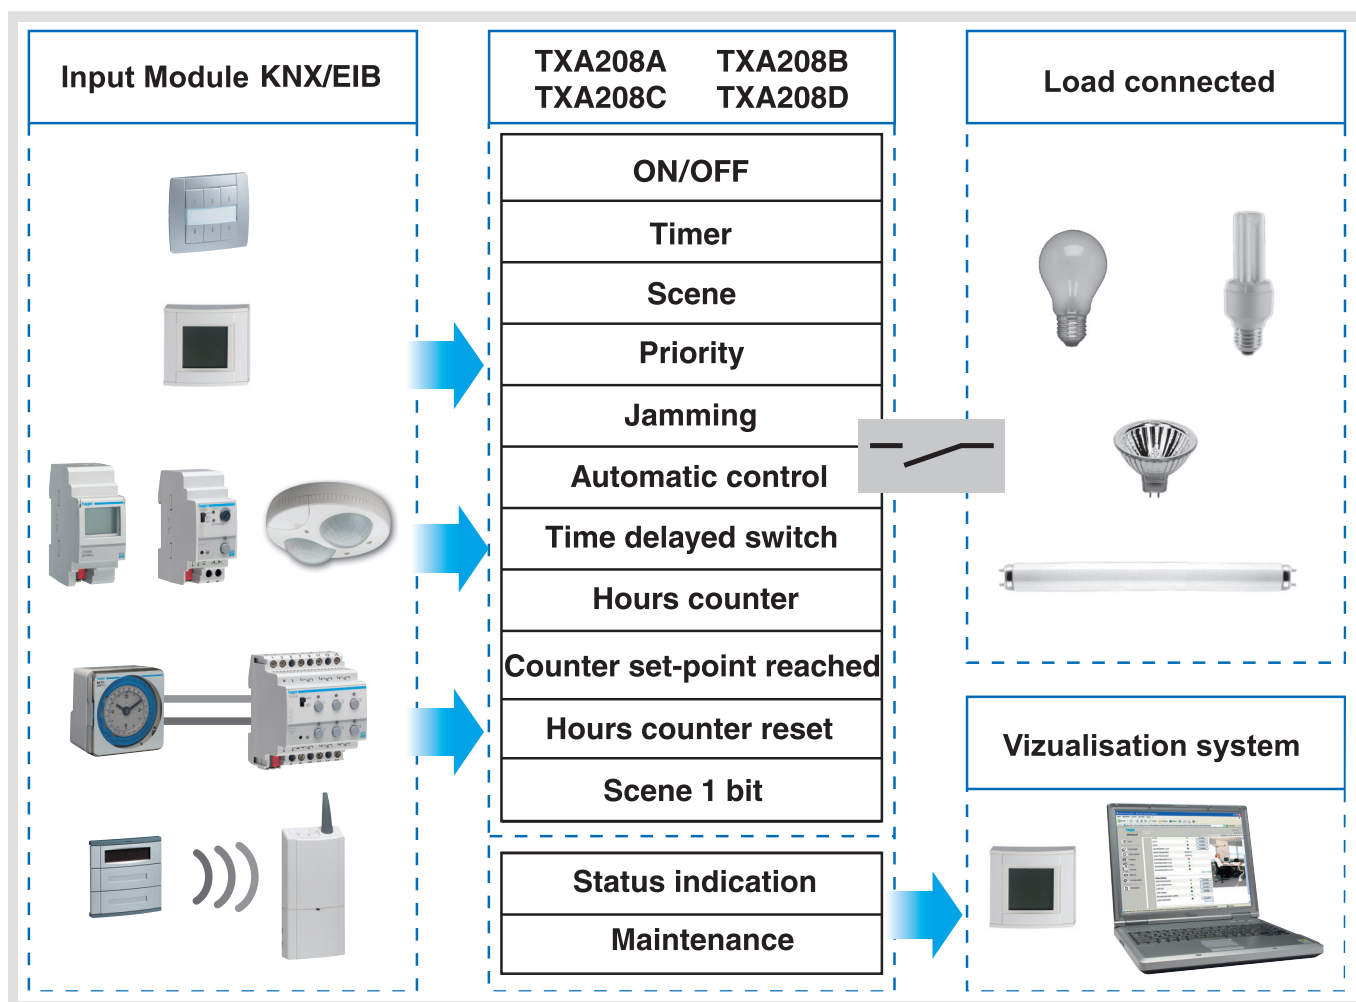 Input Module KNX/EIB
TXA208A TXA208B
TXA208C TXA208D
ON/OFF
Timer
Scene
Priority
Jamming
Automatic control
Time delayed switch
Hours counter
Counter set-point reached
Hours counter reset
Scene 1 bit
Status indication
Maintenance
Load connected
Vizualisation system